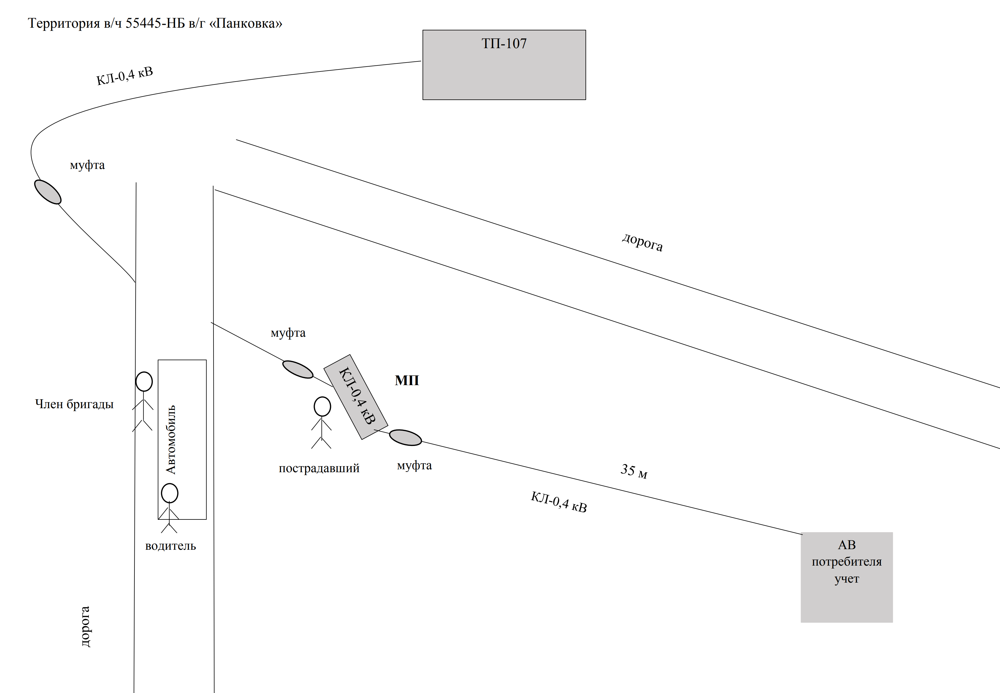 Территория в/ч 55445-НБ в/г «Панковка»
ТП-107
КЛ-0,4 кВ
муфта
дорога
муфта
КЛ-0,4 кВ
МП
Член бригады
Автомобиль
пострадавший
муфта
35 м
КЛ-0,4 кВ
водитель
АВ
потребителя
учет
дорога